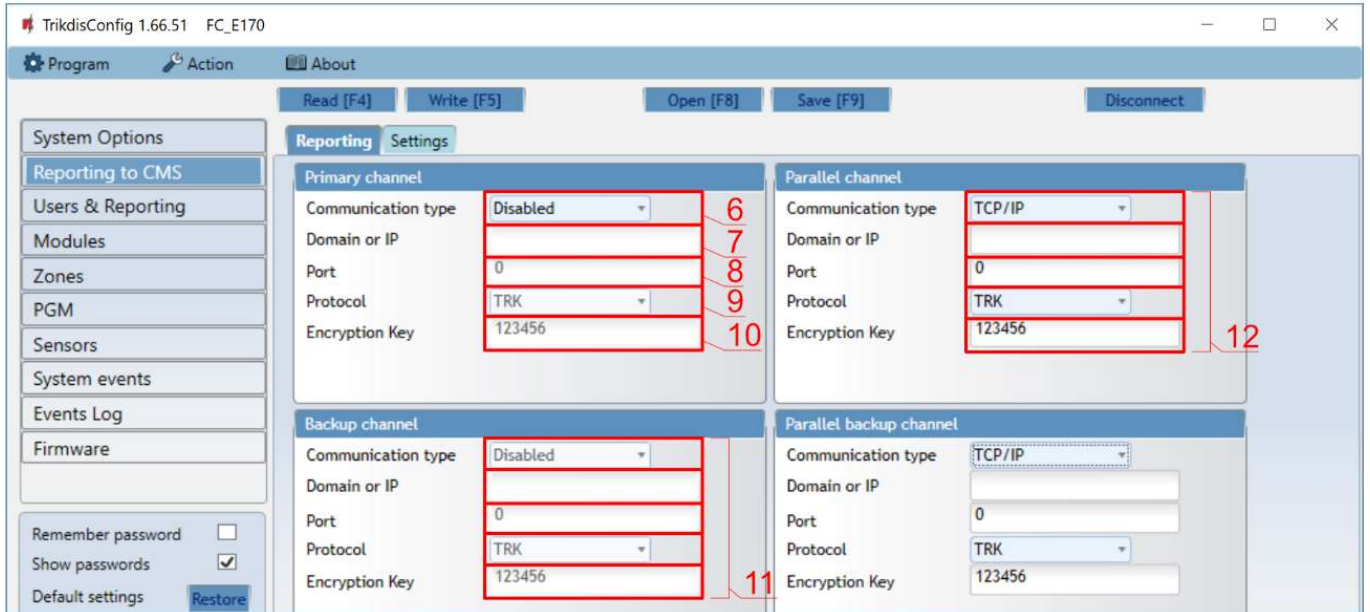 TrikdisConfig 1.66.51 FC_E170
Program Action About
Read [F4] Write [F5] Open [F8] Save [F9] Disconnect
System Options
Reporting to CMS
Users & Reporting
Modules
Zones
PGM
Sensors
System events
Events Log
Firmware
Remember password
Show passwords
Default settings Restore
Reporting Settings
Primary channel
Communication type Disabled 6
Domain or IP 7
Port 0 8
Protocol TRK 9
Encryption Key 123456 10
Parallel channel
Communication type TCP/IP
Domain or IP
Port 0
Protocol TRK
Encryption Key 123456
12
Backup channel
Communication type Disabled
Domain or IP
Port 0
Protocol TRK
Encryption Key 123456
11
Parallel backup channel
Communication type TCP/IP
Domain or IP
Port 0
Protocol TRK
Encryption Key 123456